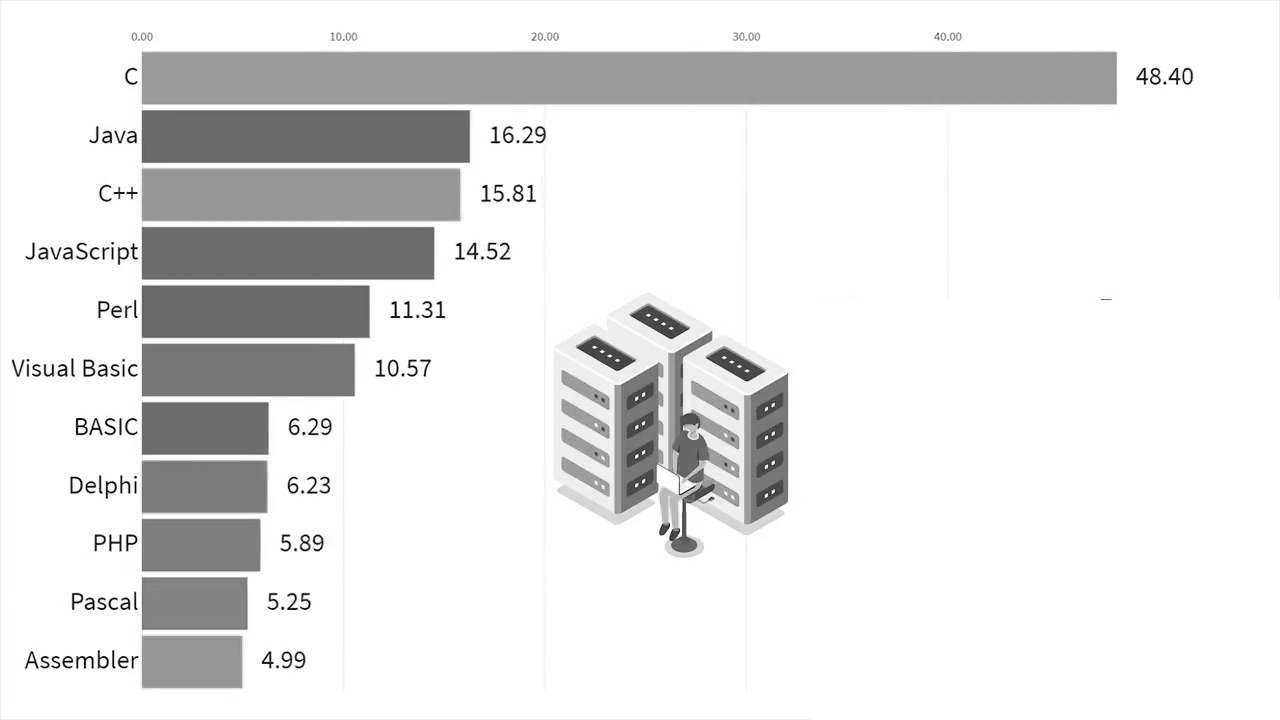 0.00 10.00 20.00 30.00 40.00
C 48.40
Java 16.29
C++ 15.81
JavaScript 14.52
Perl 11.31
Visual Basic 10.57
BASIC 6.29
Delphi 6.23
PHP 5.89
Pascal 5.25
Assembler 4.99